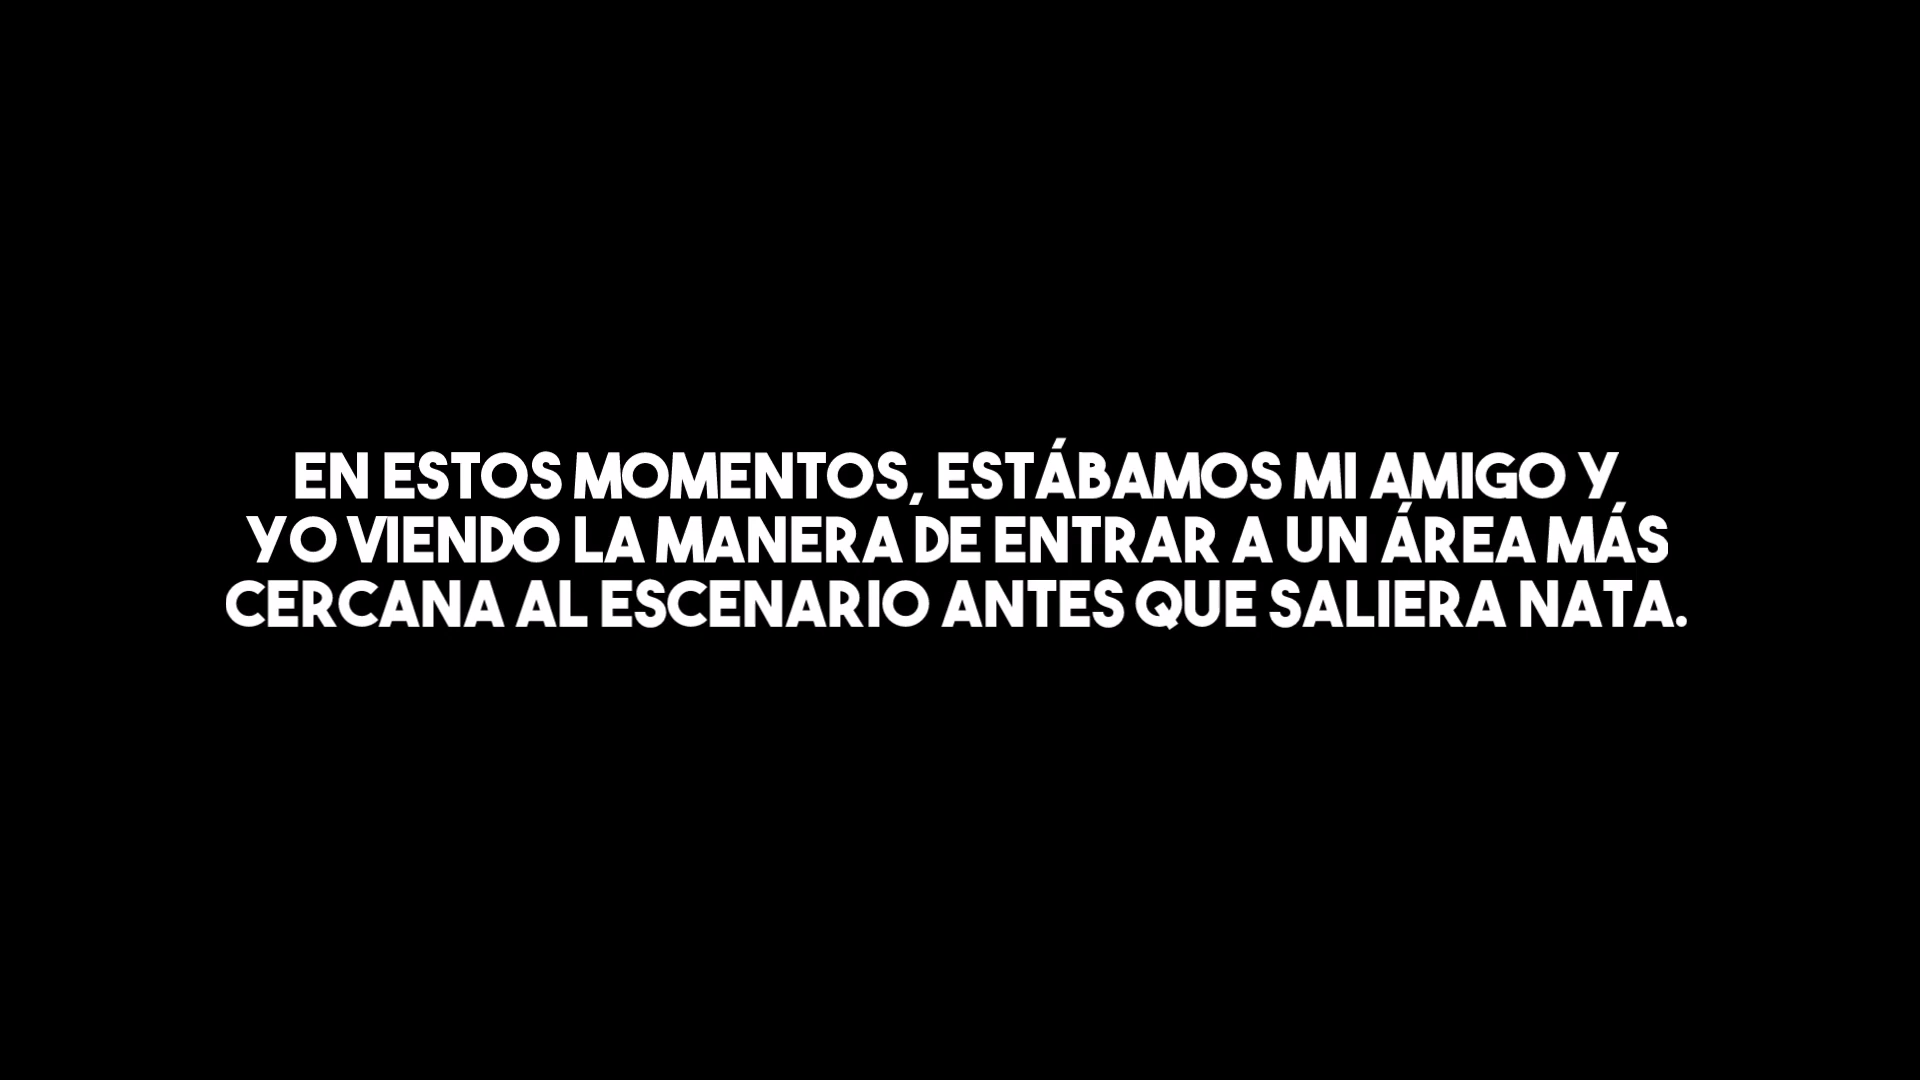 EN ESTOS MOMENTOS, ESTÁBAMOS MI AMIGO Y
YO VIENDO LA MANERA DE ENTRAR A UN ÁREA MÁS
CERCANA AL ESCENARIO ANTES QUE SALIERA NATA.